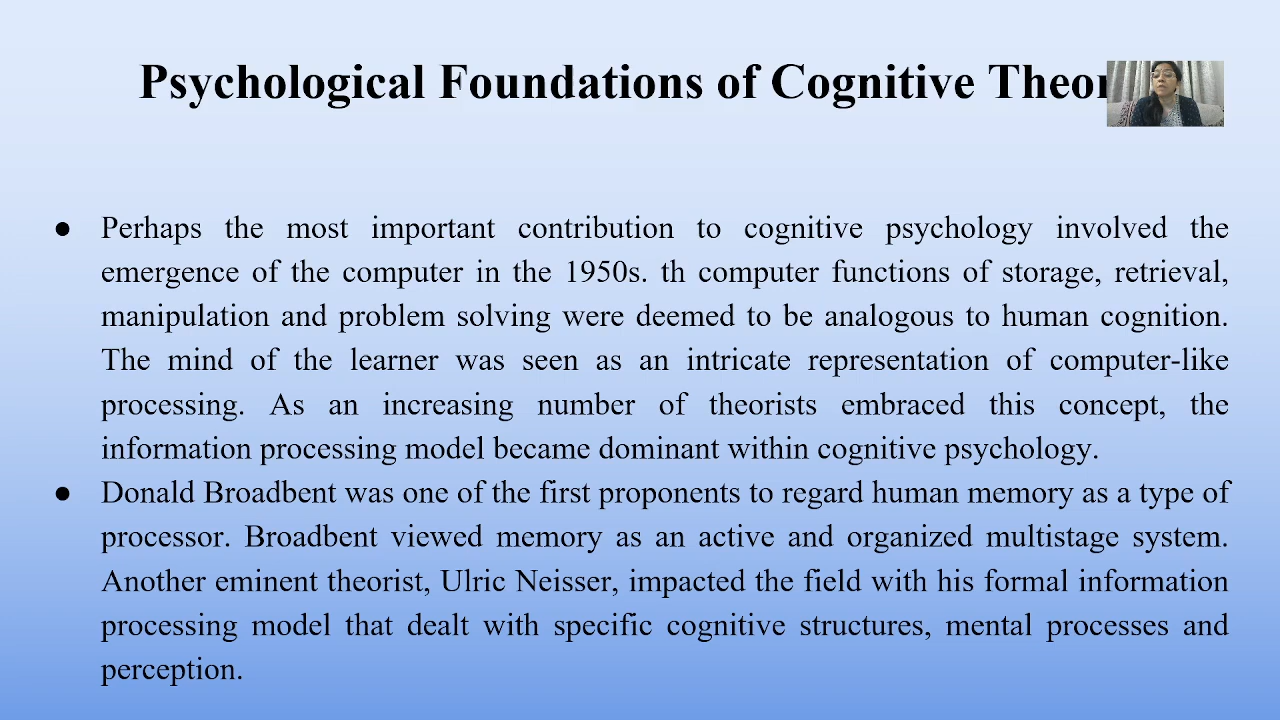 Psychological Foundations of Cognitive Theor
● Perhaps the most important contribution to cognitive psychology involved the
emergence of the computer in the 1950s. th computer functions of storage, retrieval,
manipulation and problem solving were deemed to be analogous to human cognition.
The mind of the learner was seen as an intricate representation of computer-like
processing. As an increasing number of theorists embraced this concept, the
information processing model became dominant within cognitive psychology.
● Donald Broadbent was one of the first proponents to regard human memory as a type of
processor. Broadbent viewed memory as an active and organized multistage system.
Another eminent theorist, Ulric Neisser, impacted the field with his formal information
processing model that dealt with specific cognitive structures, mental processes and
perception.